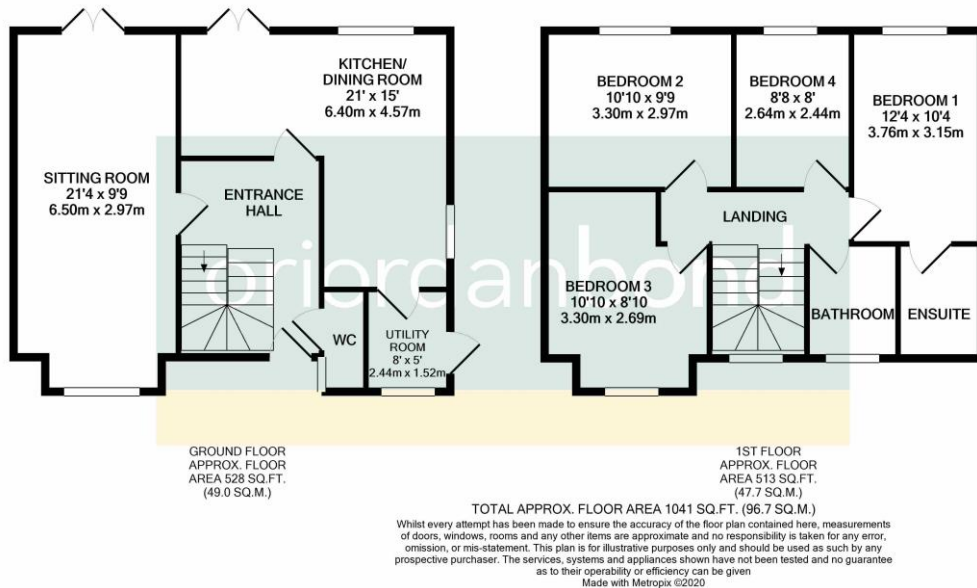 KITCHEN/
DINING ROOM
21' x 15'
6.40m x 4.57m
SITTING ROOM
21'4 x 9'9
6.50m x 2.97m
ENTRANCE
HALL
WC
UTILITY
ROOM
8' x 5'
2.44m x 1.52m
BEDROOM 2
10'10 x 9'9
3.30m x 2.97m
BEDROOM 4
8'8 x 8'
2.64m x 2.44m
BEDROOM 1
12'4 x 10'4
3.76m x 3.15m
LANDING
oriordanbond
BEDROOM 3
10'10 x 8'10
3.30m x 2.69m
BATHROOM
ENSUITE
GROUND FLOOR
APPROX. FLOOR
AREA 528 SQ.FT.
(49.0 SQ.M.)
1ST FLOOR
APPROX. FLOOR
AREA 513 SQ.FT.
(47.7 SQ.M.)
TOTAL APPROX. FLOOR AREA 1041 SQ.FT. (96.7 SQ.M.)
Whilst every attempt has been made to ensure the accuracy of the floor plan contained here, measurements
of doors, windows, rooms and any other items are approximate and no responsibility is taken for any error,
omission, or mis-statement. This plan is for illustrative purposes only and should be used as such by any
prospective purchaser. The services, systems and appliances shown have not been tested and no guarantee
as to their operability or efficiency can be given
Made with Metropix ©2020